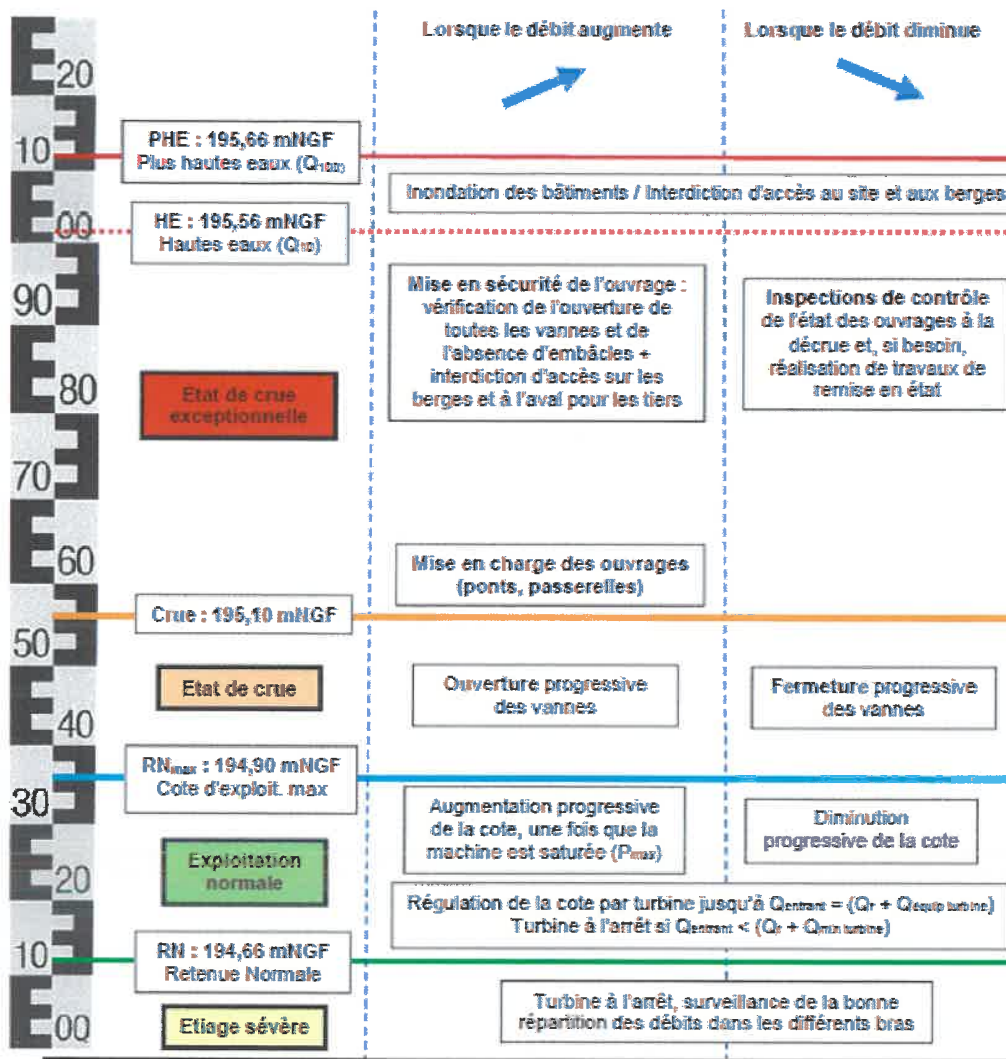 Lorsque le débit augmente
Lorsque le débit diminue
20
10
PHE : 195,66 mNGF
Plus hautes eaux (Q100)
Inondation des bâtiments / Interdiction d'accès au site et aux berges
00
HE : 195,56 mNGF
Hautes eaux (Q10)
90
Mise en sécurité de l'ouvrage :
vérification de l'ouverture de
toutes les vannes et de
l'absence d'embâcles +
interdiction d'accès sur les
berges et à l'aval pour les tiers
Inspections de contrôle
de l'état des ouvrages à la
décrue et, si besoin,
réalisation de travaux de
remise en état
80
Etat de crue
exceptionnelle
70
60
Mise en charge des ouvrages
(ponts, passerelles)
Crue : 195,10 mNGF
50
Etat de crue
Ouverture progressive
des vannes
Fermeture progressive
des vannes
40
RNmax : 194,90 mNGF
Cote d'exploit. max
30
Augmentation progressive
de la cote, une fois que la
machine est saturée (Pmax)
Diminution
progressive de la cote
Exploitation
normale
20
Régulation de la cote par turbine jusqu'à Qentrant = (Qr + Qéquip turbine)
Turbine à l'arrêt si Qentrant < (Qr + Qmin turbine)
10
RN : 194,66 mNGF
Retenue Normale
00
Etiage sévère
Turbine à l'arrêt, surveillance de la bonne
répartition des débits dans les différents bras